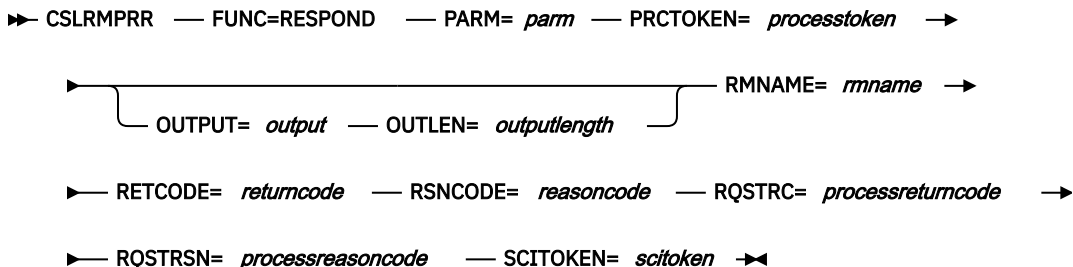 CSLRMPRR FUNC=RESPOND PARM= parm PRCTOKEN= processtoken
RMNAME= rmname
OUTPUT= output OUTLEN= outputlength
RETCODE= returncode RSNCODE= reasoncode RQSTRC= processreturncode
RQSTRSN= processreasoncode SCITOKEN= scitoken